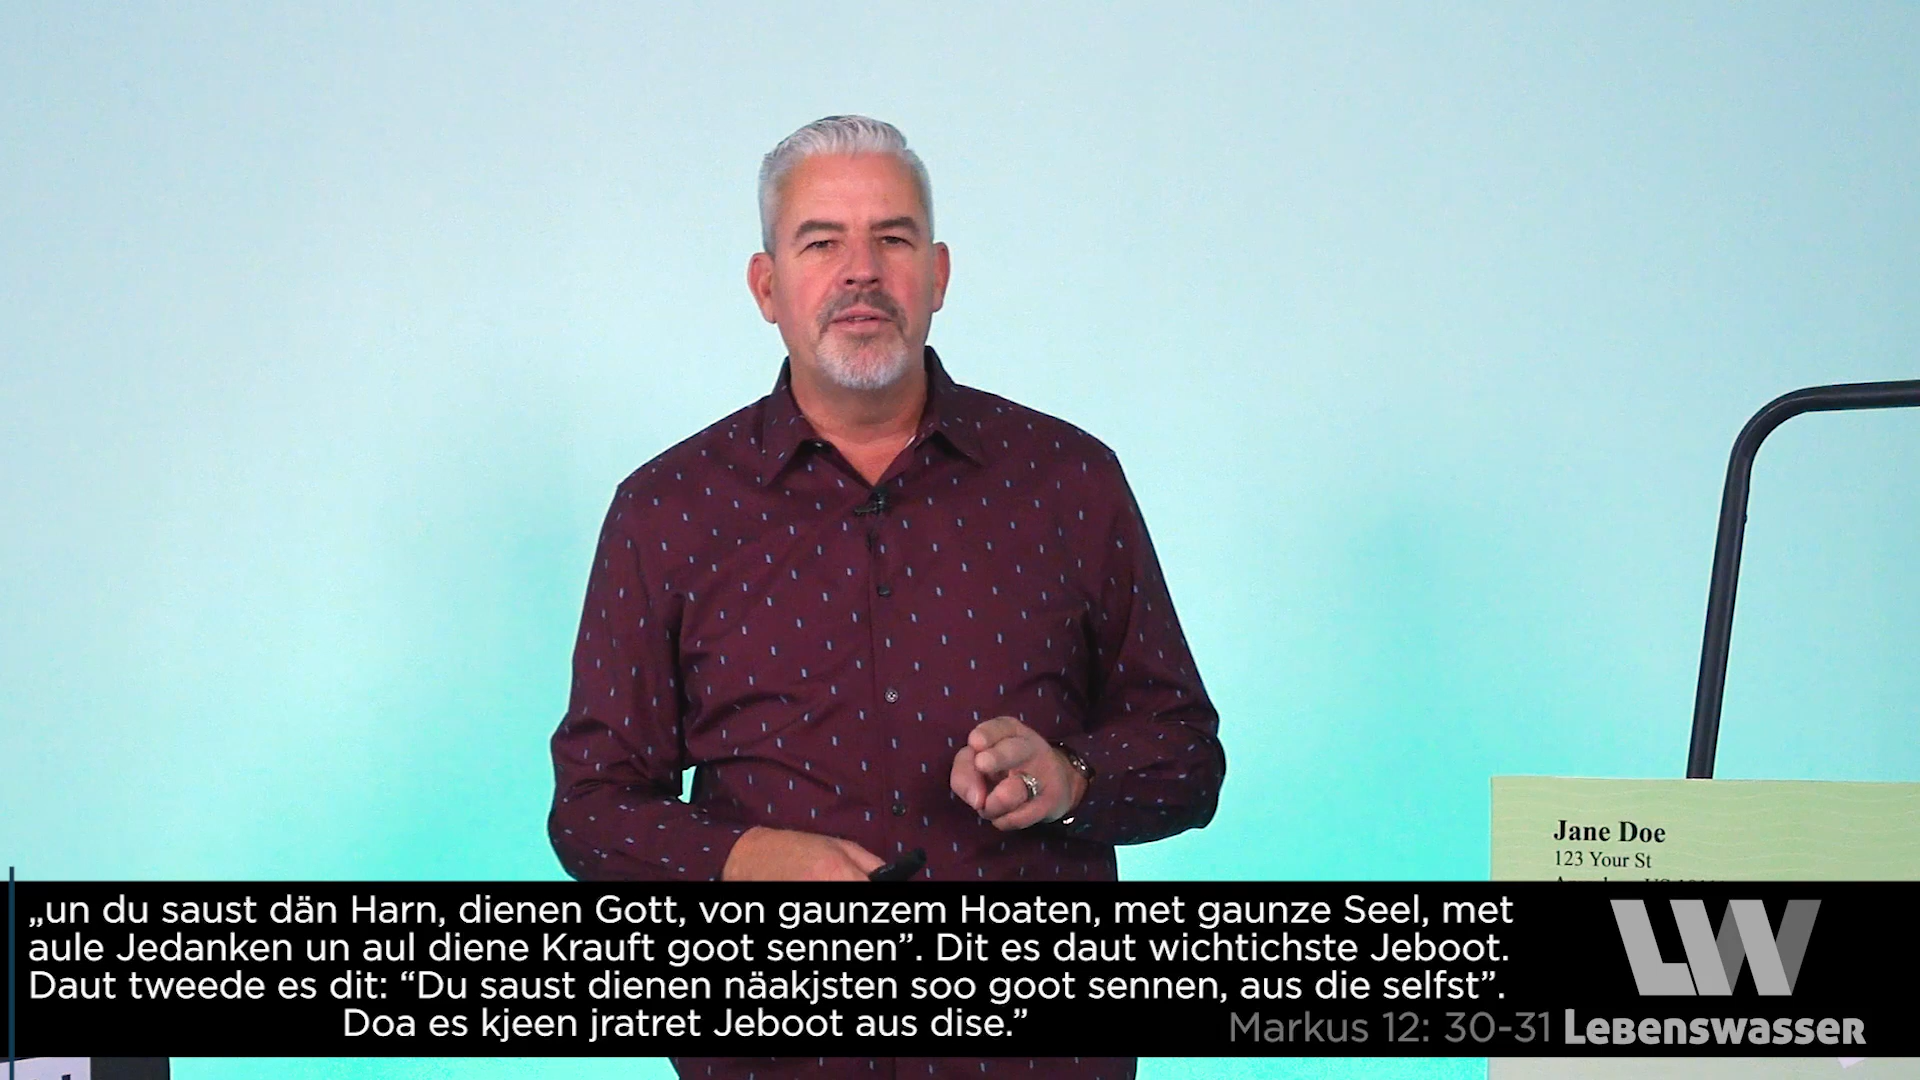 Jane Doe
123 Your St
„un du saust dän Harn, dienen Gott, von gaunzem Hoaten, met gaunze Seel, met
aule Jedanken un aul diene Krauft goot sennen”. Dit es daut wichtichste Jeboot.
Daut tweede es dit: “Du saust dienen näakjsten soo goot sennen, aus die selfst”.
Doa es kjeen jratret Jeboot aus dise.”
Markus 12: 30-31
LW
Lebenswasser